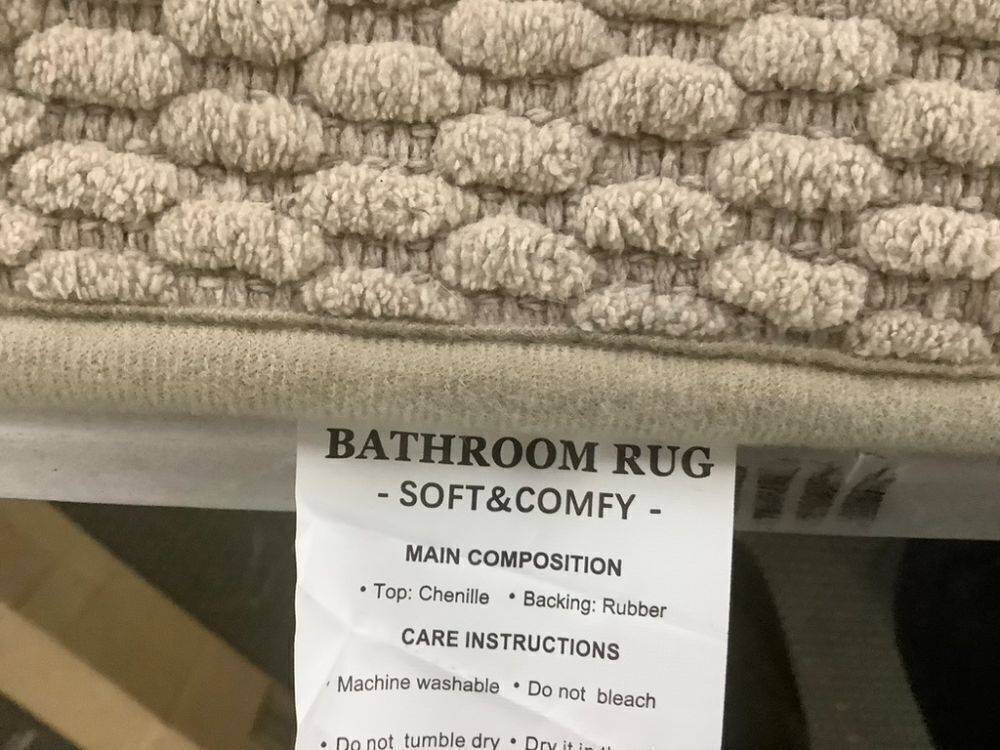 BATHROOM RUG
- SOFT&COMFY -
MAIN COMPOSITION
• Top: Chenille • Backing: Rubber
CARE INSTRUCTIONS
· Machine washable • Do not bleach
• Do not tumble dry • Dry it in